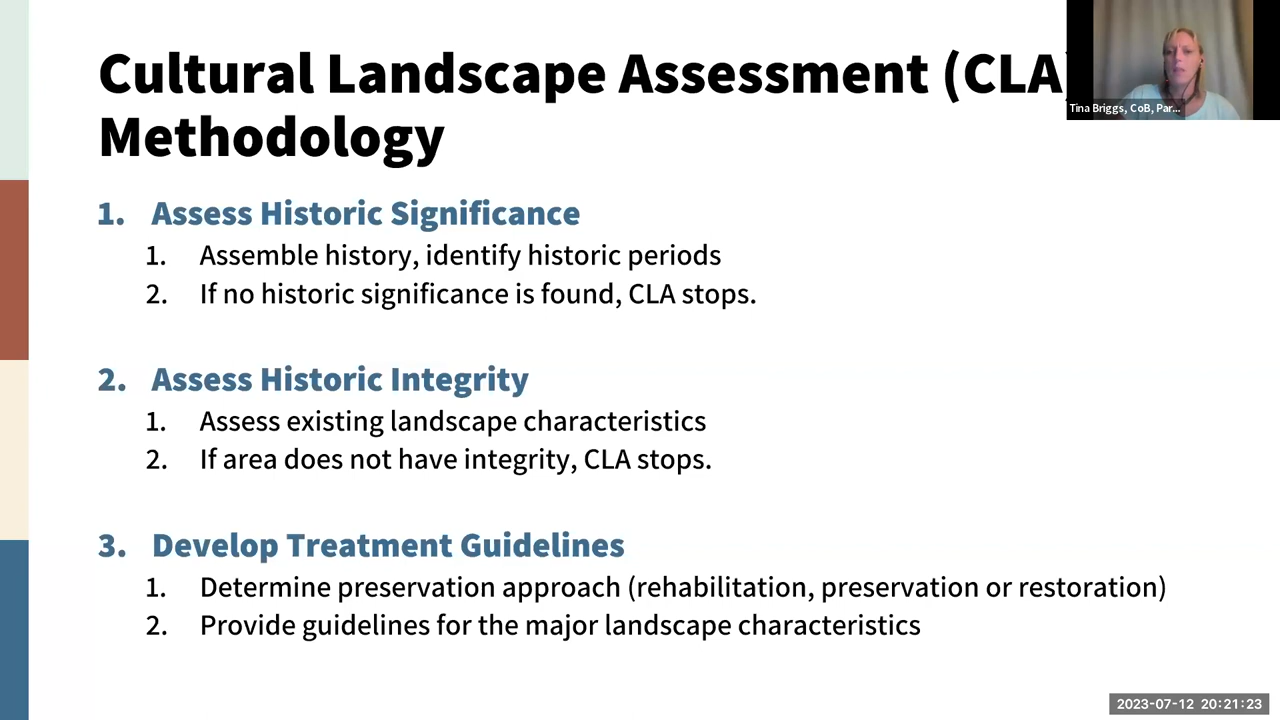 Cultural Landscape Assessment (CLA)
Methodology
Tina Briggs, CoB, Par...
1. Assess Historic Significance
1. Assemble history, identify historic periods
2. If no historic significance is found, CLA stops.
2. Assess Historic Integrity
1. Assess existing landscape characteristics
2. If area does not have integrity, CLA stops.
3. Develop Treatment Guidelines
1. Determine preservation approach (rehabilitation, preservation or restoration)
2. Provide guidelines for the major landscape characteristics
2023-07-12 20:21:23